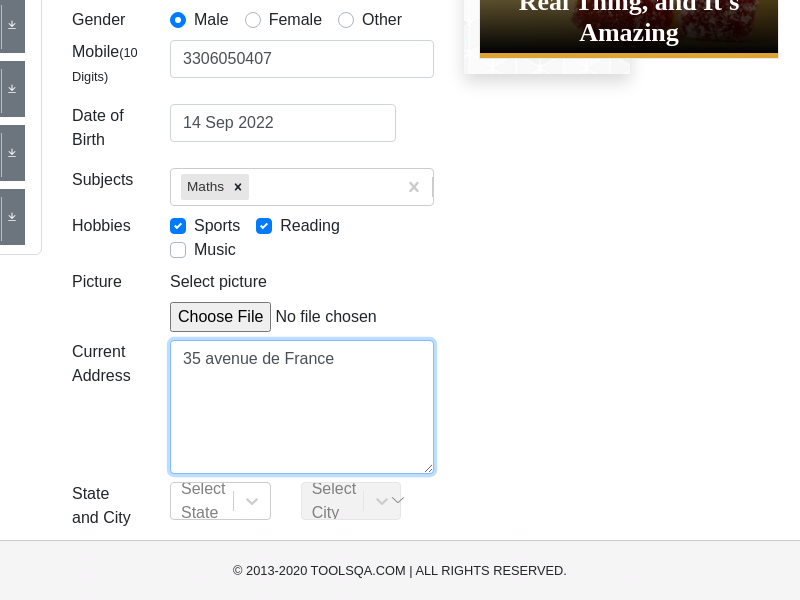 Real Thing, and It's
Amazing
Gender
Male
Female
Other
Mobile(10
Digits)
3306050407
Date of
Birth
14 Sep 2022
Subjects
Maths
Hobbies
Sports
Reading
Music
Picture
Select picture
Choose File No file chosen
Current
Address
35 avenue de France
State
and City
Select
State
Select
City
© 2013-2020 TOOLSQA.COM | ALL RIGHTS RESERVED.